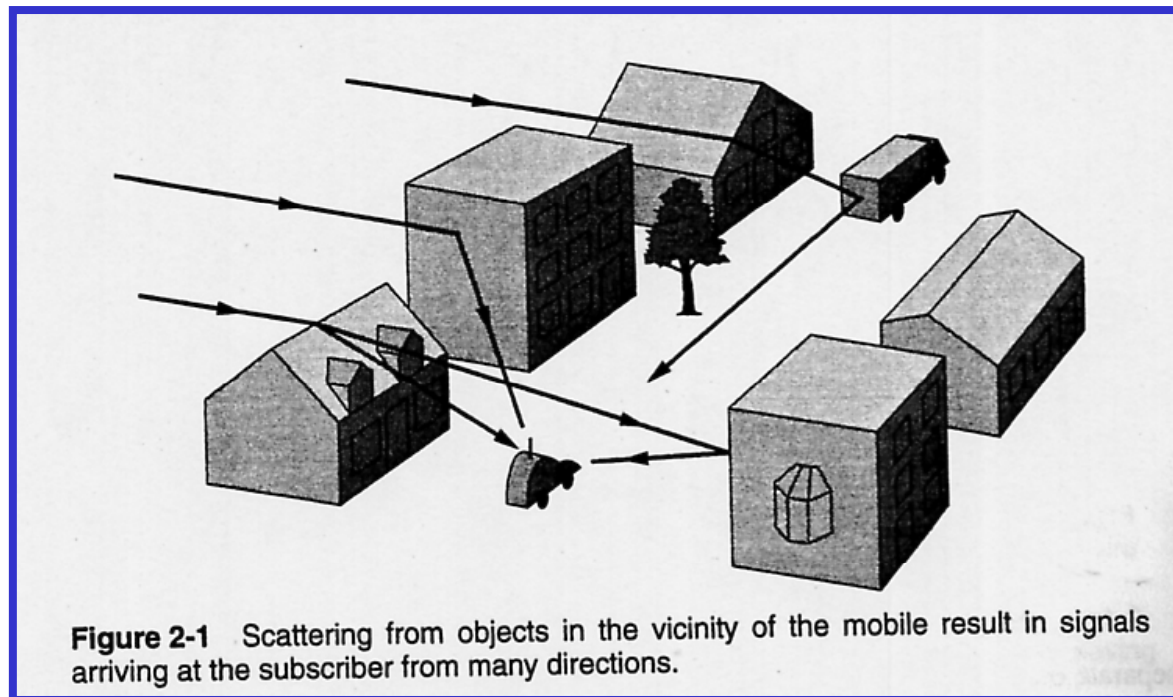 Figure 2-1 Scattering from objects in the vicinity of the mobile result in signals
arriving at the subscriber from many directions.